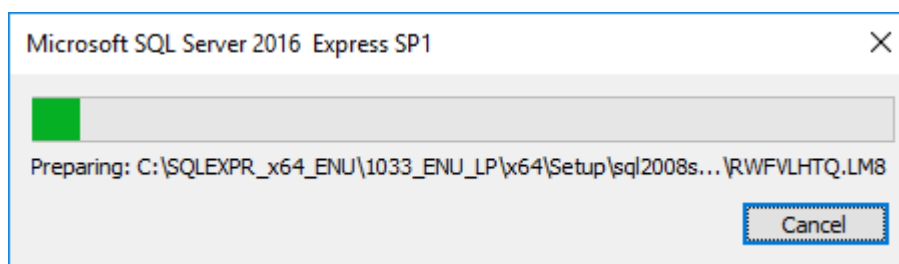 Microsoft SQL Server 2016  Express SP1
Preparing: C:\SQLEXPR_x64_ENU\1033_ENU_LP\x64\Setup\sql2008s...\RWFVLHTQ.LM8
Cancel